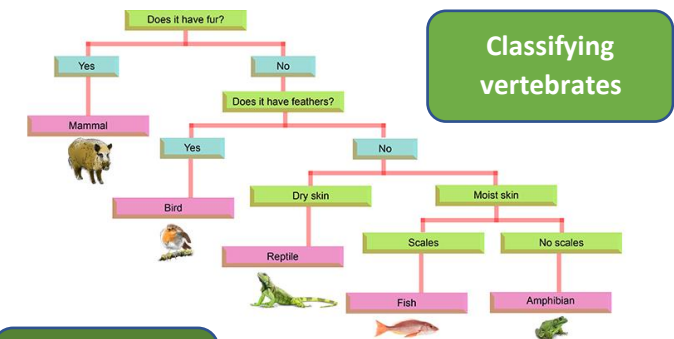 Does it have fur?
Classifying
vertebrates
Yes
No
Does it have feathers?
Mammal
Yes
No
Dry skin
Moist skin
Bird
Scales
No scales
Reptile
Fish
Amphibian